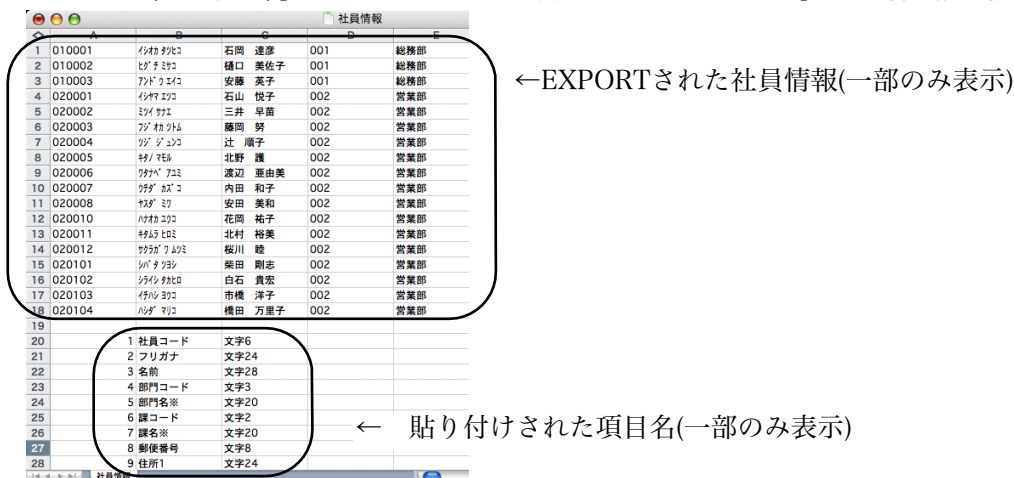 社員情報
A B C D E
1 010001 ｲｼｵｶ ﾀﾂﾋｺ 石岡 達彦 001 総務部
2 010002 ﾋｸﾞﾁ ﾐｻｺ 樋口 美佐子 001 総務部
3 010003 ｱﾝﾄﾞｳ ｴｲｺ 安藤 英子 001 総務部
4 020001 ｲｼﾔﾏ ｴﾂｺ 石山 悦子 002 営業部
5 020002 ﾐﾂｲ ｻﾅｴ 三井 早苗 002 営業部
6 020003 ﾌｼﾞｵｶ ﾂﾄﾑ 藤岡 努 002 営業部
7 020004 ﾂｼﾞ ｼﾞｭﾝｺ 辻 順子 002 営業部
8 020005 ｷﾀﾉ ﾏﾓﾙ 北野 護 002 営業部
9 020006 ﾜﾀﾅﾍﾞ ｱﾕﾐ 渡辺 亜由美 002 営業部
10 020007 ｳﾁﾀﾞ ｶｽﾞｺ 内田 和子 002 営業部
11 020008 ﾔｽﾀﾞ ﾐﾜ 安田 美和 002 営業部
12 020010 ﾊﾅｵｶ ﾕｳｺ 花岡 祐子 002 営業部
13 020011 ｷﾀﾑﾗ ﾋﾛﾐ 北村 裕美 002 営業部
14 020012 ｻｸﾗｶﾞﾜ ﾑﾂﾐ 桜川 睦 002 営業部
15 020101 ｼﾊﾞﾀ ﾂﾖｼ 柴田 剛志 002 営業部
16 020102 ｼﾗｲｼ ﾀｶﾋﾛ 白石 貴宏 002 営業部
17 020103 ｲﾁﾊｼ ﾖｳｺ 市橋 洋子 002 営業部
18 020104 ﾊｼﾀﾞ ﾏﾘｺ 橋田 万里子 002 営業部
←EXPORTされた社員情報(一部のみ表示)
19
20 1 社員コード 文字6
21 2 フリガナ 文字24
22 3 名前 文字28
23 4 部門コード 文字3
24 5 部門名※ 文字20
25 6 課コード 文字2
26 7 課名※ 文字20
27 8 郵便番号 文字8
28 9 住所1 文字24
← 貼り付けされた項目名(一部のみ表示)
社員情報